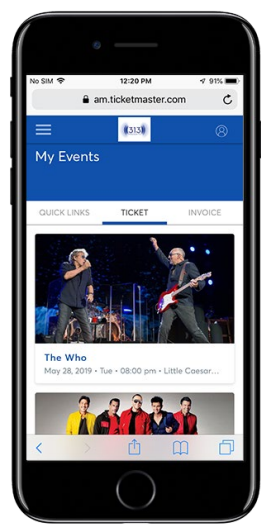 No SIM 12:20 PM 91%
am.ticketmaster.com
(313)
My Events
QUICK LINKS TICKET INVOICE
The Who
May 28, 2019 • Tue • 08:00 pm • Little Caesar...